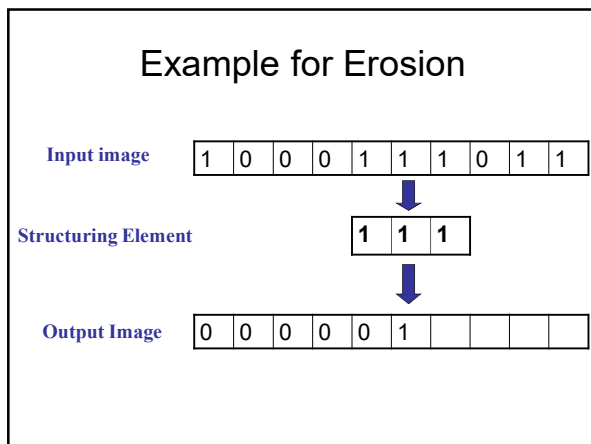 Example for Erosion
Input image 1 0 0 0 1 1 1 0 1 1
Structuring Element 1 1 1
Output Image 0 0 0 0 0 1